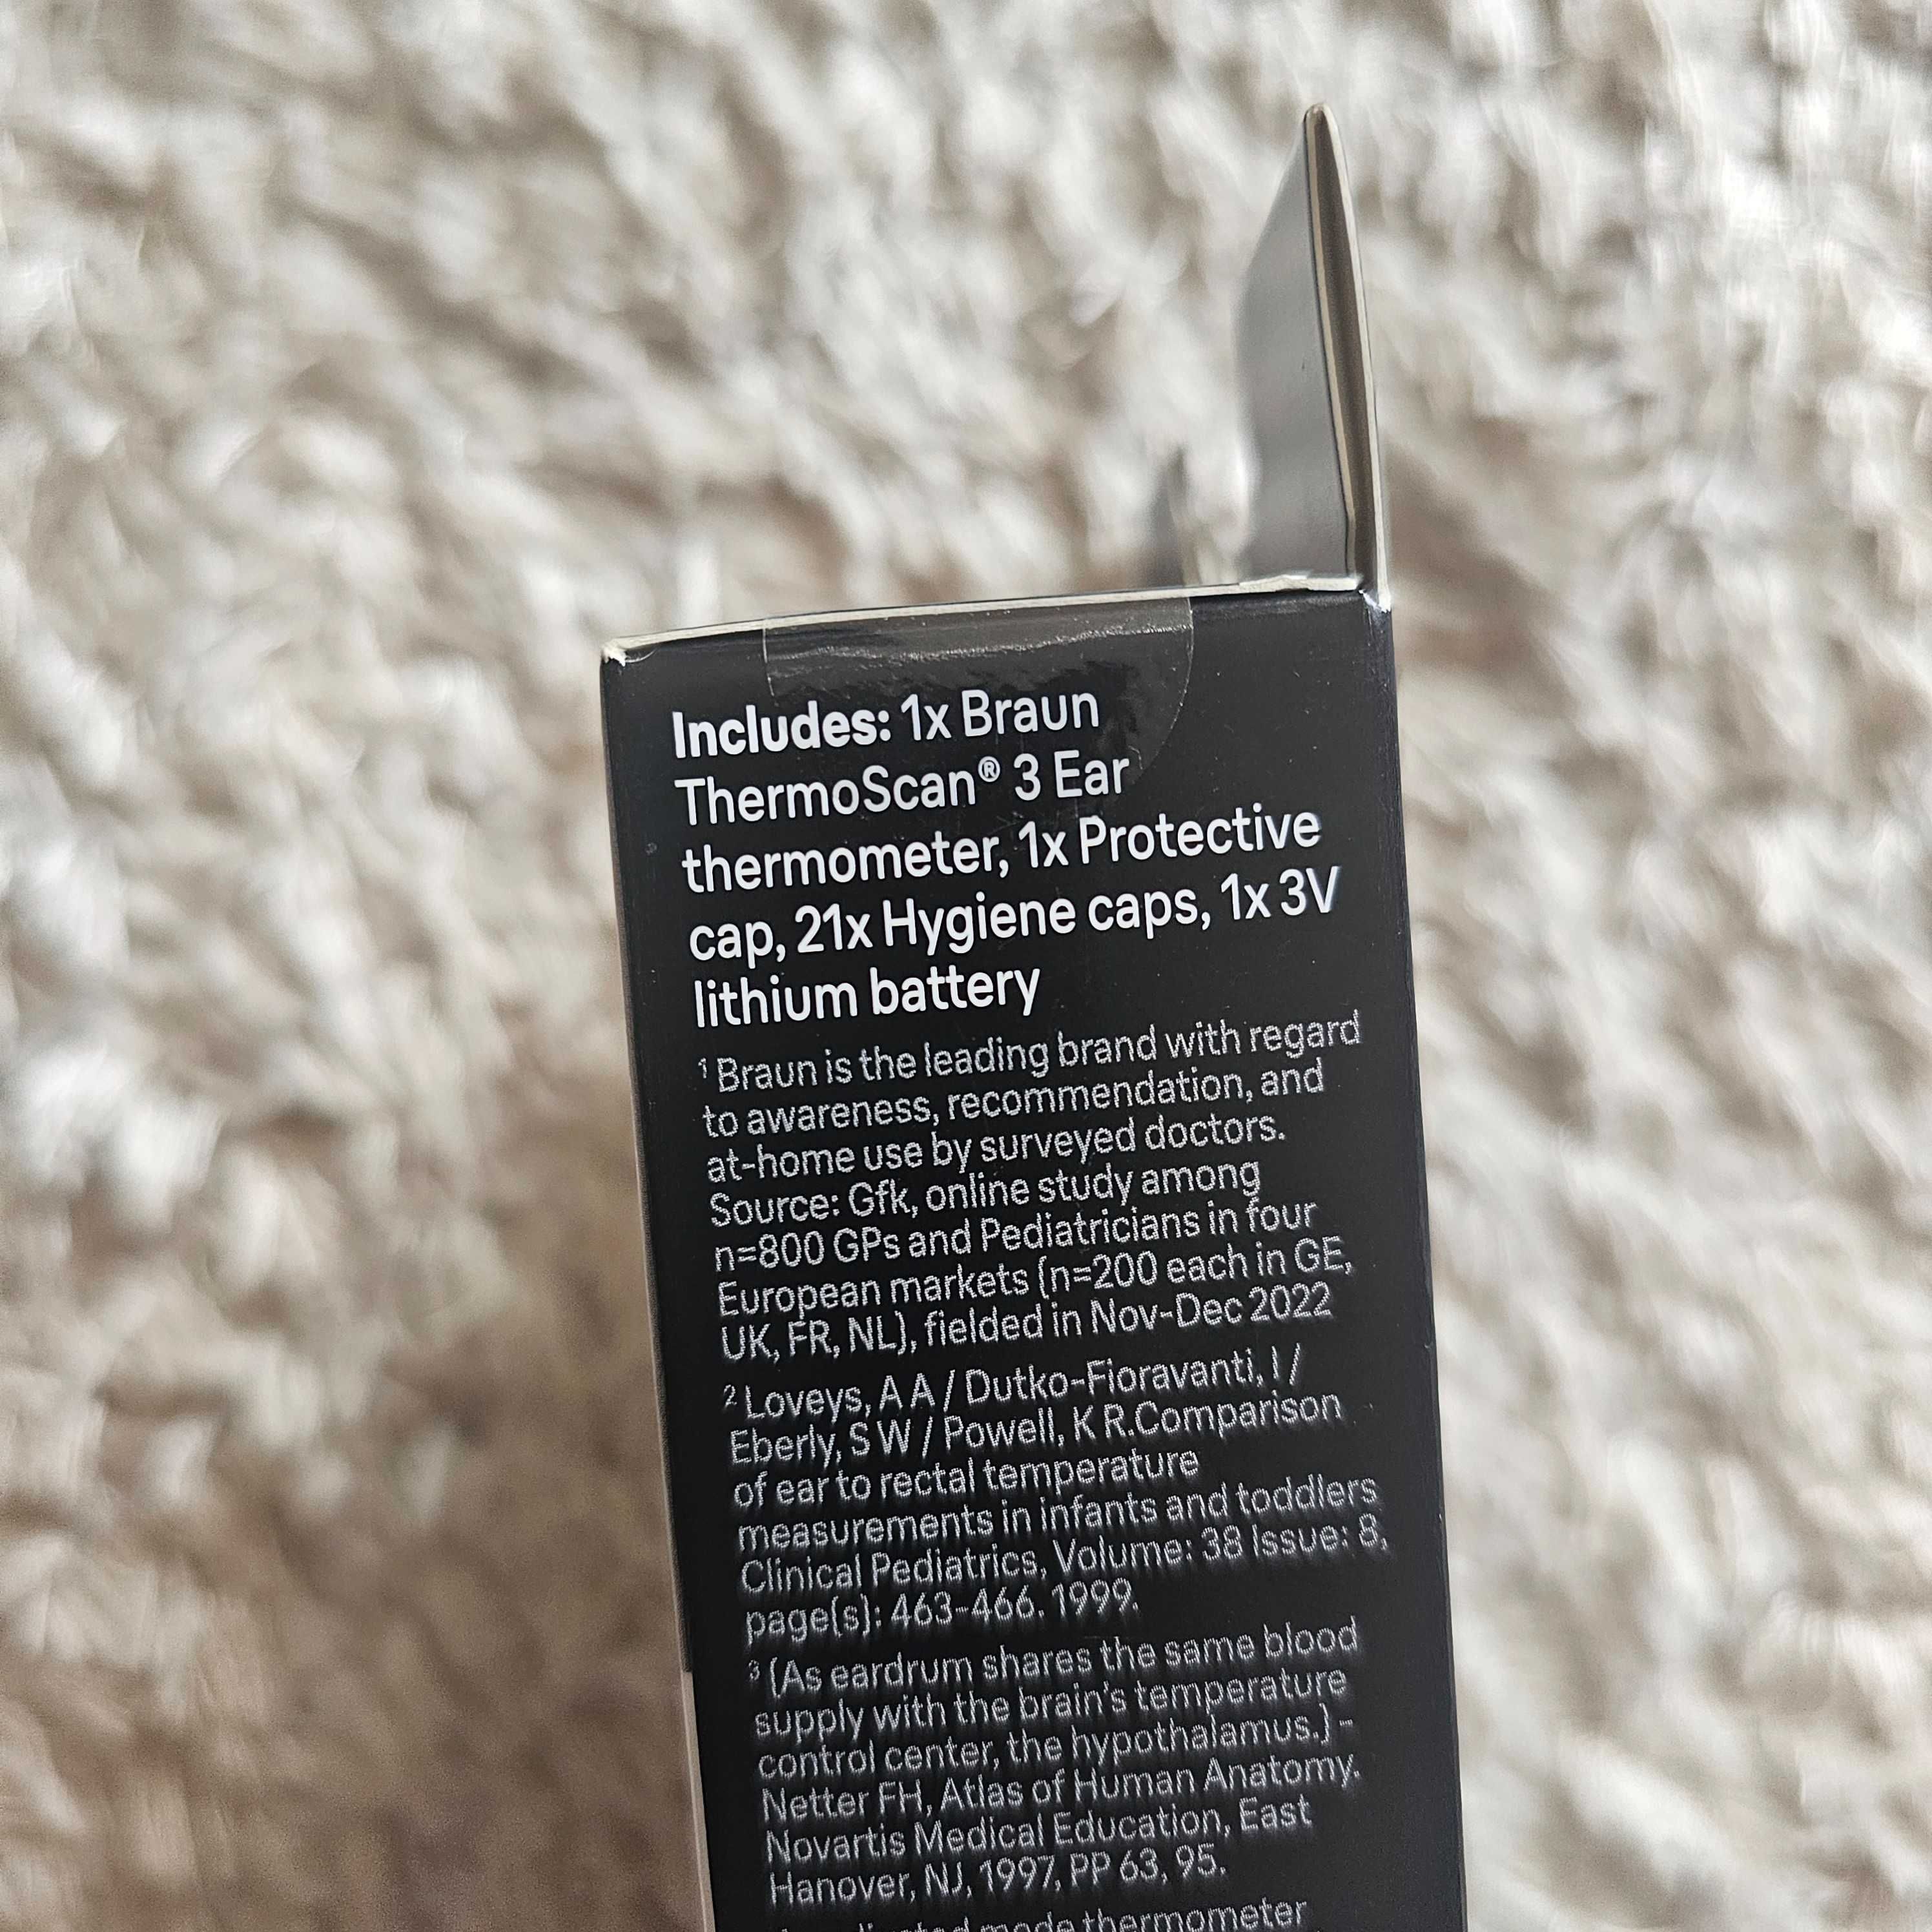 Includes: 1x Braun
ThermoScan® 3 Ear
thermometer, 1x Protective
cap, 21x Hygiene caps, 1x 3V
lithium battery
¹ Braun is the leading brand with regard
to awareness, recommendation, and
at-home use by surveyed doctors.
Source: Gfk, online study among
n=800 GPs and Pediatricians in four
European markets (n=200 each in GE,
UK, FR, NL), fielded in Nov-Dec 2022
² Loveys, A A / Dutko-Fioravanti, I /
Eberly, S W / Powell, K R.Comparison
of ear to rectal temperature
measurements in infants and toddlers
Clinical Pediatrics, Volume: 38 Issue: 8,
page(s): 463-466. 1999.
³ (As eardrum shares the same blood
supply with the brain's temperature
control center, the hypothalamus.) -
Netter FH, Atlas of Human Anatomy.
Novartis Medical Education, East
Hanover, NJ, 1997, PP 63, 95.
mode thermometer